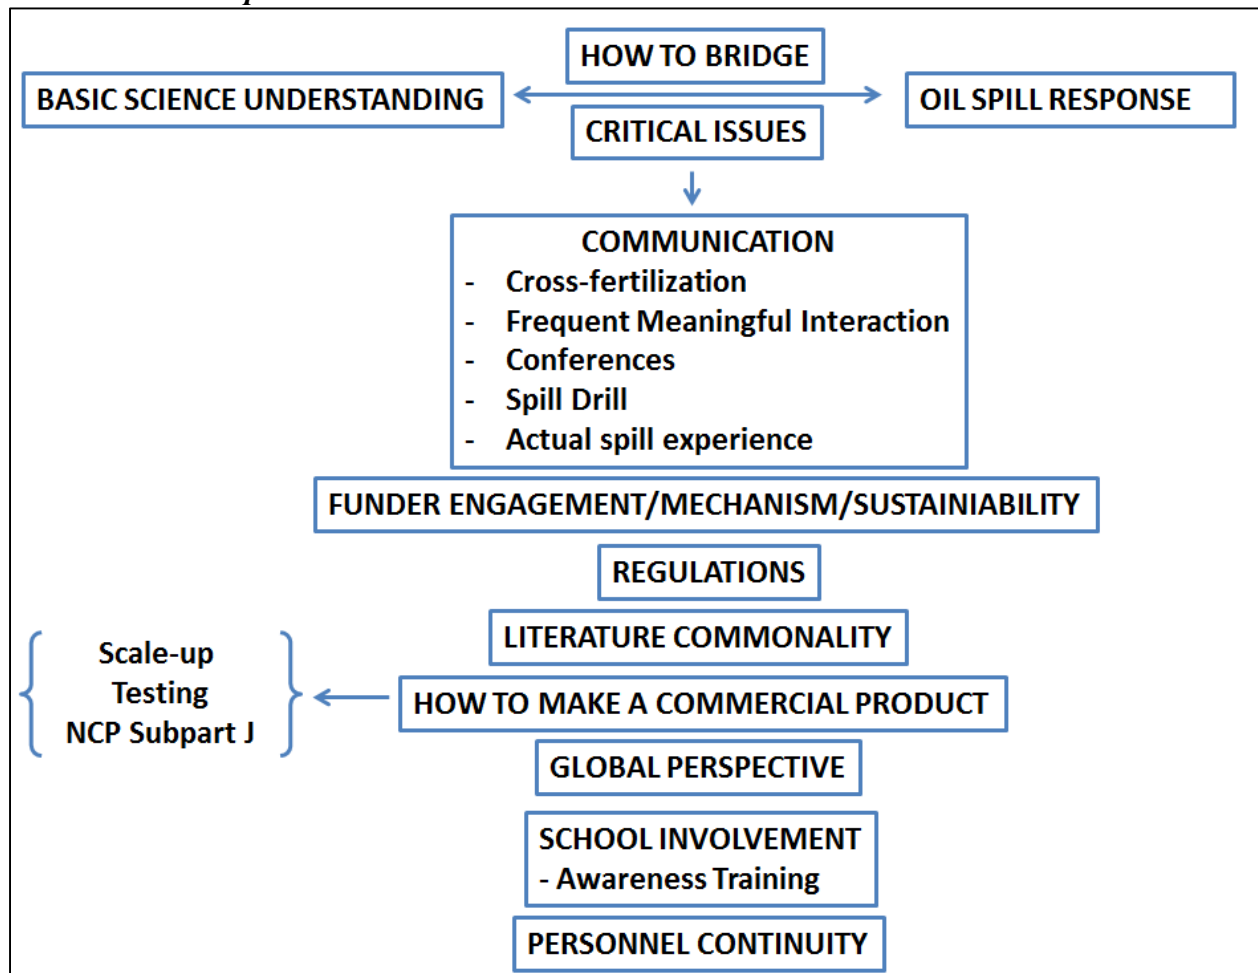 HOW TO BRIDGE
BASIC SCIENCE UNDERSTANDING
OIL SPILL RESPONSE
CRITICAL ISSUES
COMMUNICATION
- Cross-fertilization
- Frequent Meaningful Interaction
- Conferences
- Spill Drill
- Actual spill experience
FUNDER ENGAGEMENT/MECHANISM/SUSTAINIABILITY
REGULATIONS
LITERATURE COMMONALITY
Scale-up
Testing
NCP Subpart J
HOW TO MAKE A COMMERCIAL PRODUCT
GLOBAL PERSPECTIVE
SCHOOL INVOLVEMENT
- Awareness Training
PERSONNEL CONTINUITY